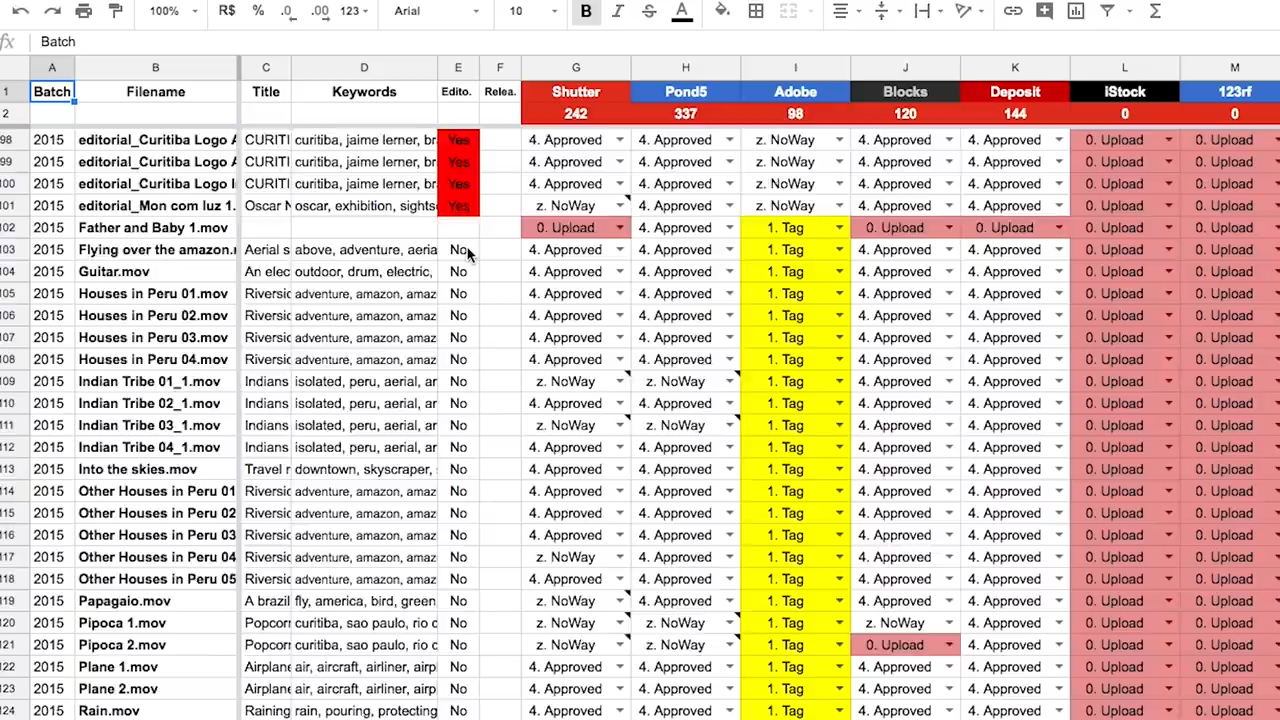 100% R$ % .0 .00 123 Arial 10 B I S A
fx Batch
A B C D E F G H I J K L M
1 Batch Filename Title Keywords Edito. Relea. Shutter Pond5 Adobe Blocks Deposit iStock 123rf
2 242 337 98 120 144 0 0
98 2015 editorial_Curitiba Logo A CURITI curitiba, jaime lerner, br Yes 4. Approved 4. Approved z. NoWay 4. Approved 4. Approved 0. Upload 0. Upload
99 2015 editorial_Curitiba Logo A CURITI curitiba, jaime lerner, br Yes 4. Approved 4. Approved z. NoWay 4. Approved 4. Approved 0. Upload 0. Upload
100 2015 editorial_Curitiba Logo I CURITI curitiba, jaime lerner, br Yes 4. Approved 4. Approved z. NoWay 4. Approved 4. Approved 0. Upload 0. Upload
101 2015 editorial_Mon com luz 1. Oscar N oscar, exhibition, sights Yes z. NoWay 4. Approved z. NoWay 4. Approved 4. Approved 0. Upload 0. Upload
102 2015 Father and Baby 1.mov 0. Upload 4. Approved 1. Tag 0. Upload 0. Upload 0. Upload 0. Upload
103 2015 Flying over the amazon. Aerial s above, adventure, aeria No 4. Approved 4. Approved 1. Tag 4. Approved 4. Approved 0. Upload 0. Upload
104 2015 Guitar.mov An elec outdoor, drum, electric, No 4. Approved 4. Approved 1. Tag 4. Approved 4. Approved 0. Upload 0. Upload
105 2015 Houses in Peru 01.mov Riversic adventure, amazon, amaz No 4. Approved 4. Approved 1. Tag 4. Approved 4. Approved 0. Upload 0. Upload
106 2015 Houses in Peru 02.mov Riversic adventure, amazon, amaz No 4. Approved 4. Approved 1. Tag 4. Approved 4. Approved 0. Upload 0. Upload
107 2015 Houses in Peru 03.mov Riversic adventure, amazon, amaz No 4. Approved 4. Approved 1. Tag 4. Approved 4. Approved 0. Upload 0. Upload
108 2015 Houses in Peru 04.mov Riversic adventure, amazon, amaz No 4. Approved 4. Approved 1. Tag 4. Approved 4. Approved 0. Upload 0. Upload
109 2015 Indian Tribe 01_1.mov Indians isolated, peru, aerial, ar No z. NoWay z. NoWay 1. Tag 4. Approved 4. Approved 0. Upload 0. Upload
110 2015 Indian Tribe 02_1.mov Indians isolated, peru, aerial, ar No 4. Approved 4. Approved 1. Tag 4. Approved 4. Approved 0. Upload 0. Upload
111 2015 Indian Tribe 03_1.mov Indians isolated, peru, aerial, ar No z. NoWay z. NoWay 1. Tag 4. Approved 4. Approved 0. Upload 0. Upload
112 2015 Indian Tribe 04_1.mov Indians isolated, peru, aerial, ar No 4. Approved 4. Approved 1. Tag 4. Approved 4. Approved 0. Upload 0. Upload
113 2015 Into the skies.mov Travel r downtown, skyscraper, No 4. Approved 4. Approved 1. Tag 4. Approved 4. Approved 0. Upload 0. Upload
114 2015 Other Houses in Peru 01 Riversic adventure, amazon, amaz No 4. Approved 4. Approved 1. Tag 4. Approved 4. Approved 0. Upload 0. Upload
115 2015 Other Houses in Peru 02 Riversic adventure, amazon, amaz No 4. Approved 4. Approved 1. Tag 4. Approved 4. Approved 0. Upload 0. Upload
116 2015 Other Houses in Peru 03 Riversic adventure, amazon, amaz No 4. Approved 4. Approved 1. Tag 4. Approved 4. Approved 0. Upload 0. Upload
117 2015 Other Houses in Peru 04 Riversic adventure, amazon, amaz No z. NoWay 4. Approved 1. Tag 4. Approved 4. Approved 0. Upload 0. Upload
118 2015 Other Houses in Peru 05 Riversic adventure, amazon, amaz No 4. Approved 4. Approved 1. Tag 4. Approved 4. Approved 0. Upload 0. Upload
119 2015 Papagaio.mov A brazil fly, america, bird, green No z. NoWay 4. Approved 1. Tag 4. Approved 4. Approved 0. Upload 0. Upload
120 2015 Pipoca 1.mov Popcorr curitiba, sao paulo, rio c No z. NoWay z. NoWay 1. Tag z. NoWay 4. Approved 0. Upload 0. Upload
121 2015 Pipoca 2.mov Popcorr curitiba, sao paulo, rio c No z. NoWay z. NoWay 1. Tag 0. Upload 4. Approved 0. Upload 0. Upload
122 2015 Plane 1.mov Airplane air, aircraft, airliner, airp No 4. Approved 4. Approved 1. Tag 4. Approved 4. Approved 0. Upload 0. Upload
123 2015 Plane 2.mov Airplane air, aircraft, airliner, airp No 4. Approved 4. Approved 1. Tag 4. Approved 4. Approved 0. Upload 0. Upload
124 2015 Rain.mov Raining rain, pouring, protecting No 4. Approved 4. Approved 1. Tag 4. Approved 4. Approved 0. Upload 0. Upload